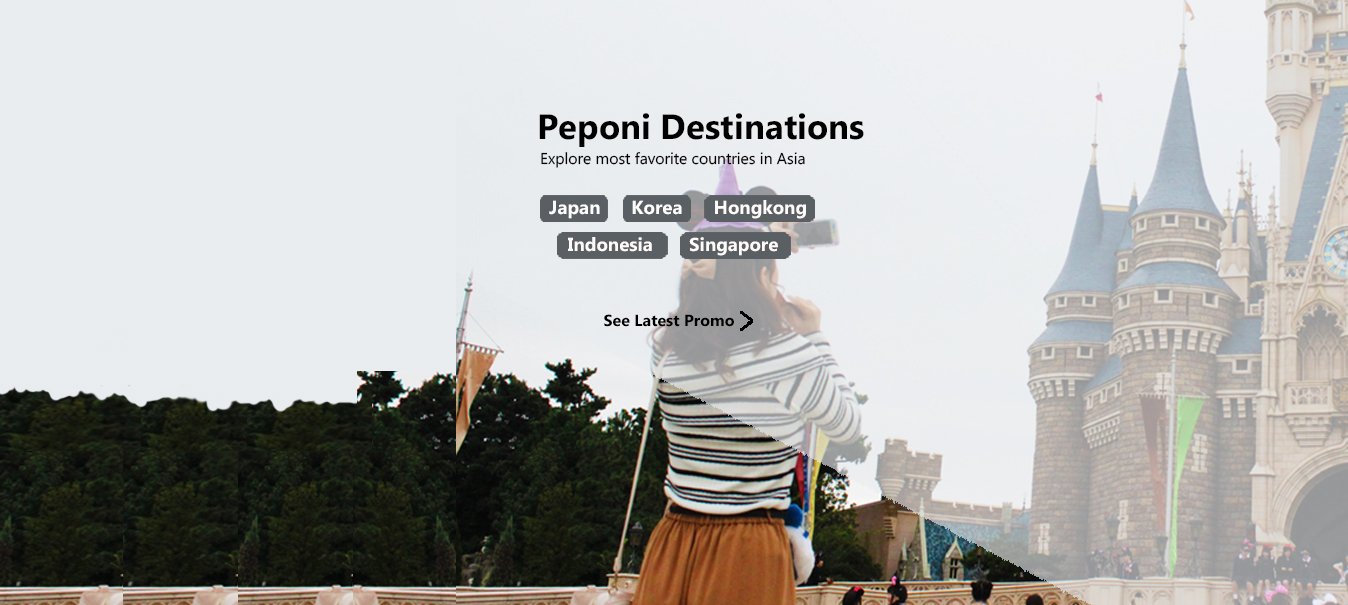 Peponi Destinations
Explore most favorite countries in Asia
Japan Korea Hongkong
Indonesia Singapore
See Latest Promo